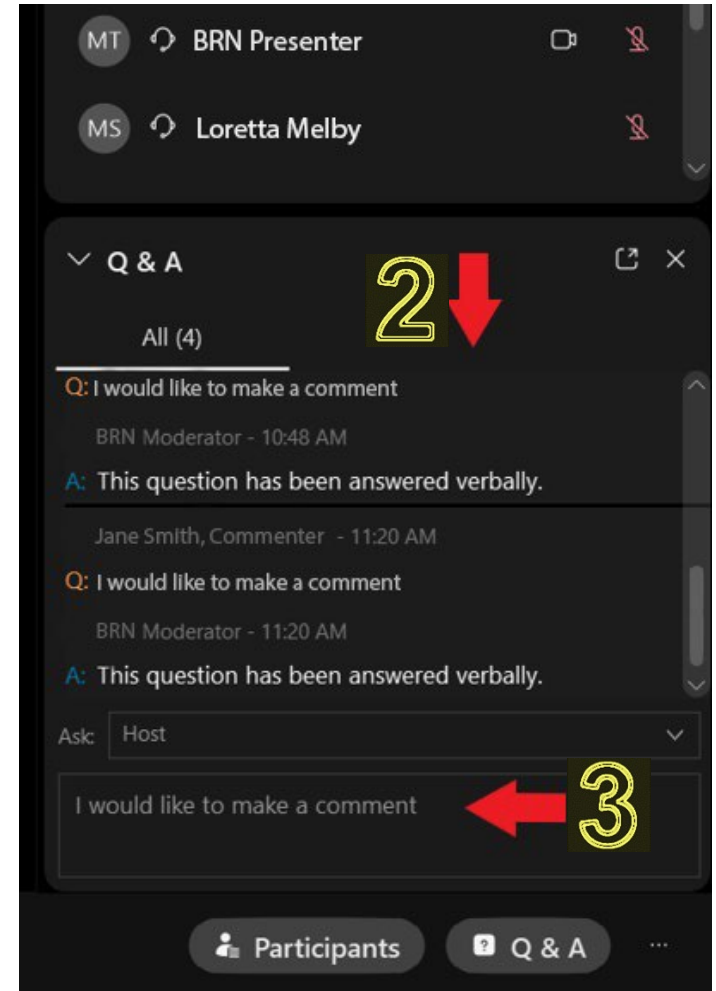 MT BRN Presenter
MS Loretta Melby
Q & A
2
All (4)
Q: I would like to make a comment
BRN Moderator - 10:48 AM
A: This question has been answered verbally.
Jane Smith, Commenter - 11:20 AM
Q: I would like to make a comment
BRN Moderator - 11:20 AM
A: This question has been answered verbally.
Ask: Host
I would like to make a comment
3
Participants ? Q & A ...